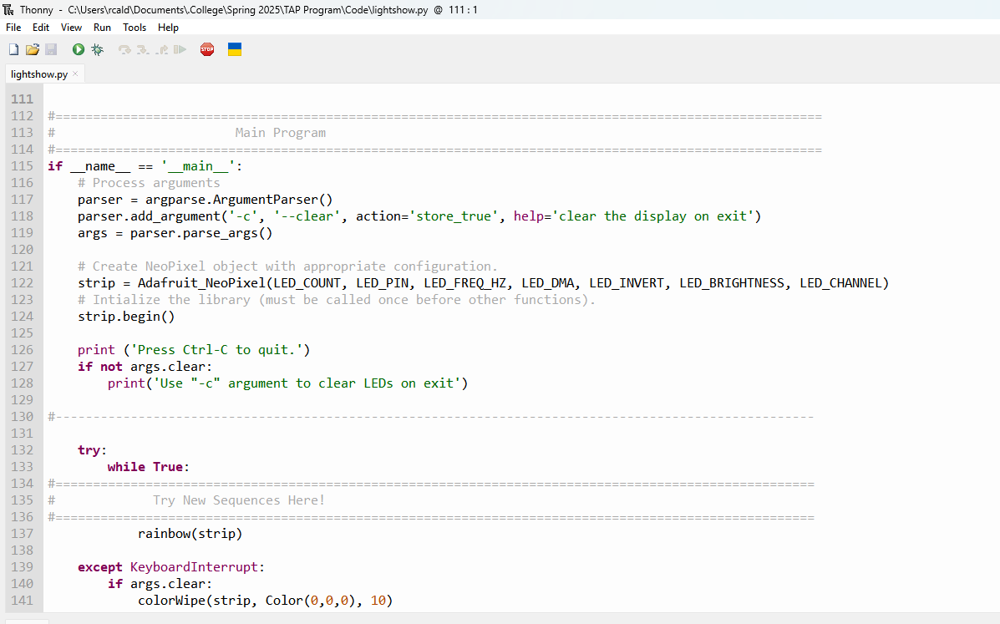 Thonny - C:\Users\rcald\Documents\.College\Spring 2025\TAP Program\Code\lightshow.py @ 111 : 1
File Edit View Run Tools Help
STOP
lightshow.py ×
111
112 #======================================================================================================
113 #                        Main Program
114 #======================================================================================================
115 if __name__ == '__main__':
116     # Process arguments
117     parser = argparse.ArgumentParser()
118     parser.add_argument('-c', '--clear', action='store_true', help='clear the display on exit')
119     args = parser.parse_args()
120
121     # Create NeoPixel object with appropriate configuration.
122     strip = Adafruit_NeoPixel(LED_COUNT, LED_PIN, LED_FREQ_HZ, LED_DMA, LED_INVERT, LED_BRIGHTNESS, LED_CHANNEL)
123     # Intialize the library (must be called once before other functions).
124     strip.begin()
125
126     print ('Press Ctrl-C to quit.')
127     if not args.clear:
128         print('Use "-c" argument to clear LEDs on exit')
129
130 #-----------------------------------------------------------------------------------------------------
131
132     try:
133         while True:
134 #=====================================================================================================
135 #             Try New Sequences Here!
136 #=====================================================================================================
137             rainbow(strip)
138
139     except KeyboardInterrupt:
140         if args.clear:
141             colorWipe(strip, Color(0,0,0), 10)